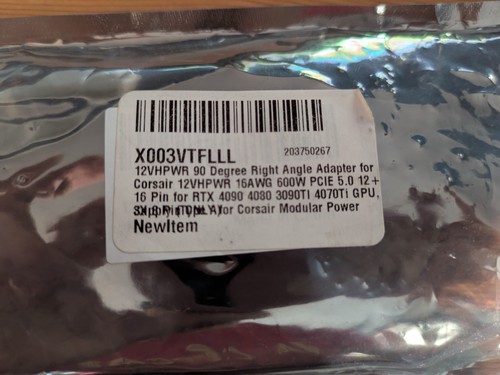 X003VTFLLL 203750267
12VHPWR 90 Degree Right Angle Adapter for
Corsair 12VHPWR 16AWG 600W PCIE 5.0 12+
16 Pin for RTX 4090 4080 3090TI 4070Ti GPU,
for Corsair Modular Power
NewItem